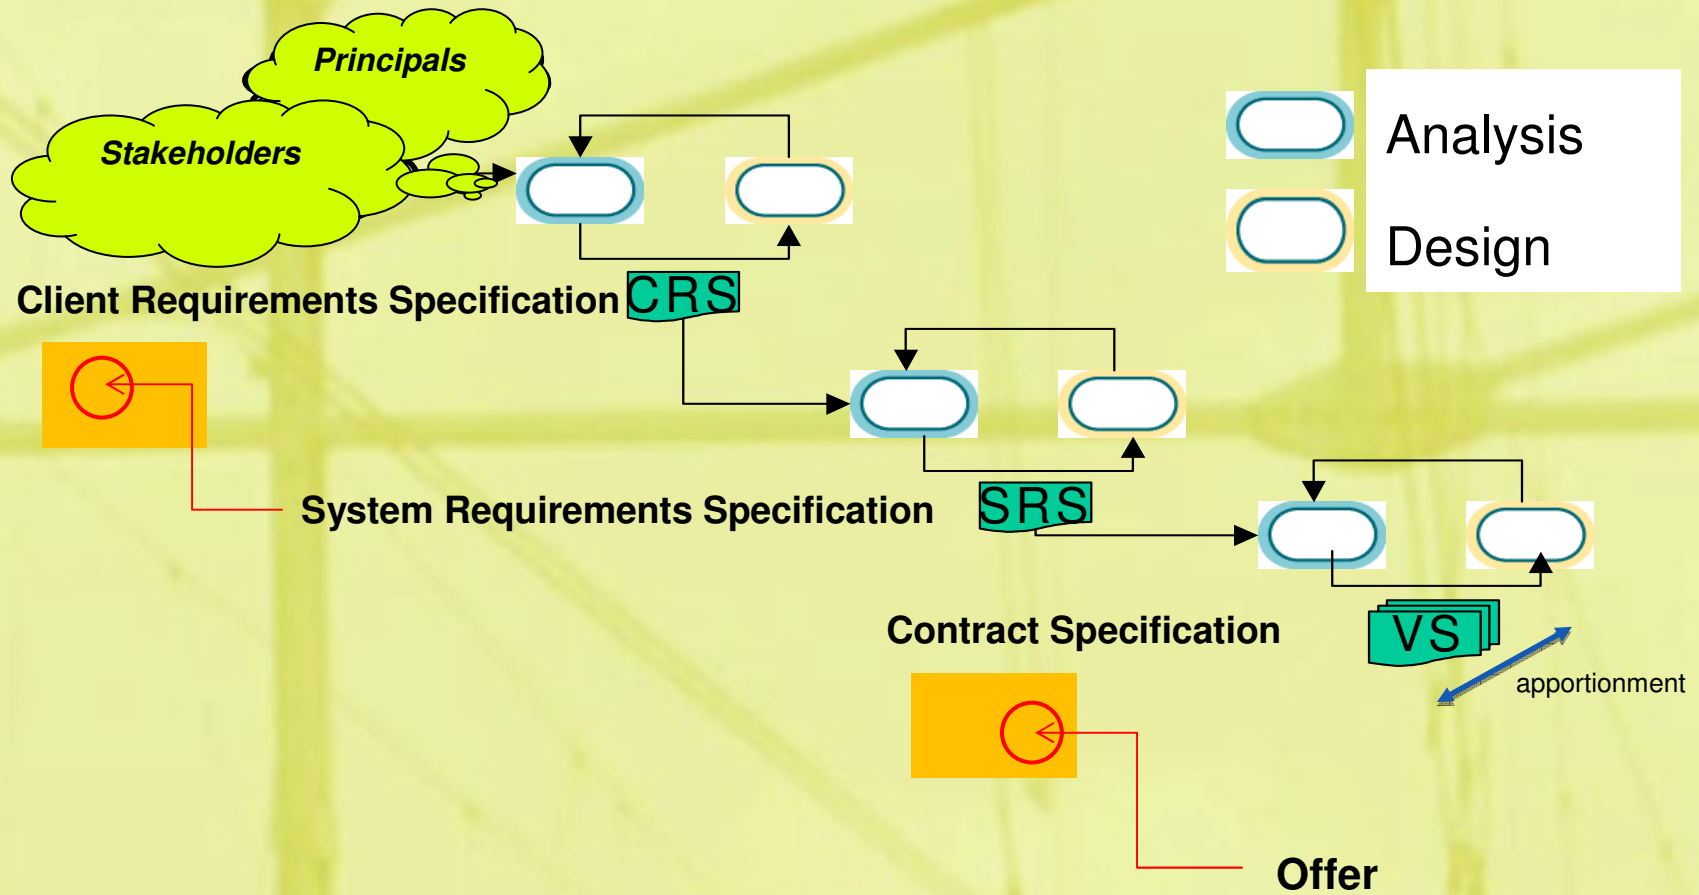 Principals
Stakeholders
Analysis
Design
Client Requirements Specification CRS
System Requirements Specification SRS
Contract Specification
VS
apportionment
Offer